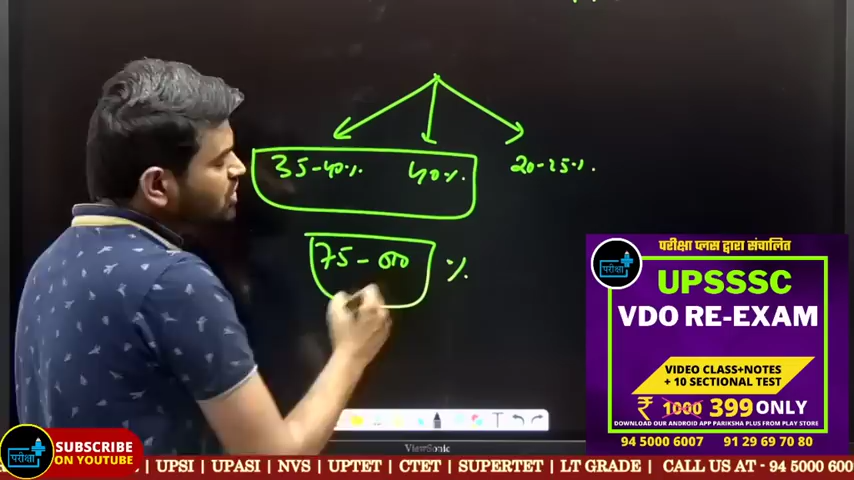 35-40%. 40%. 20-25%.
75-80 %.
परीक्षा प्लस द्वारा संचालित
परीक्षा
UPSSSC
VDO RE-EXAM
VIDEO CLASS+NOTES
+ 10 SECTIONAL TEST
₹ 1000 399 ONLY
DOWNLOAD OUR ANDROID APP PARIKSHA PLUS FROM PLAY STORE
94 5000 6007 91 29 69 70 80
ViewSonic
परीक्षा
SUBSCRIBE
ON YOUTUBE
| UPSI | UPASI | NVS | UPTET | CTET | SUPERTET | LT GRADE | CALL US AT - 94 5000 600